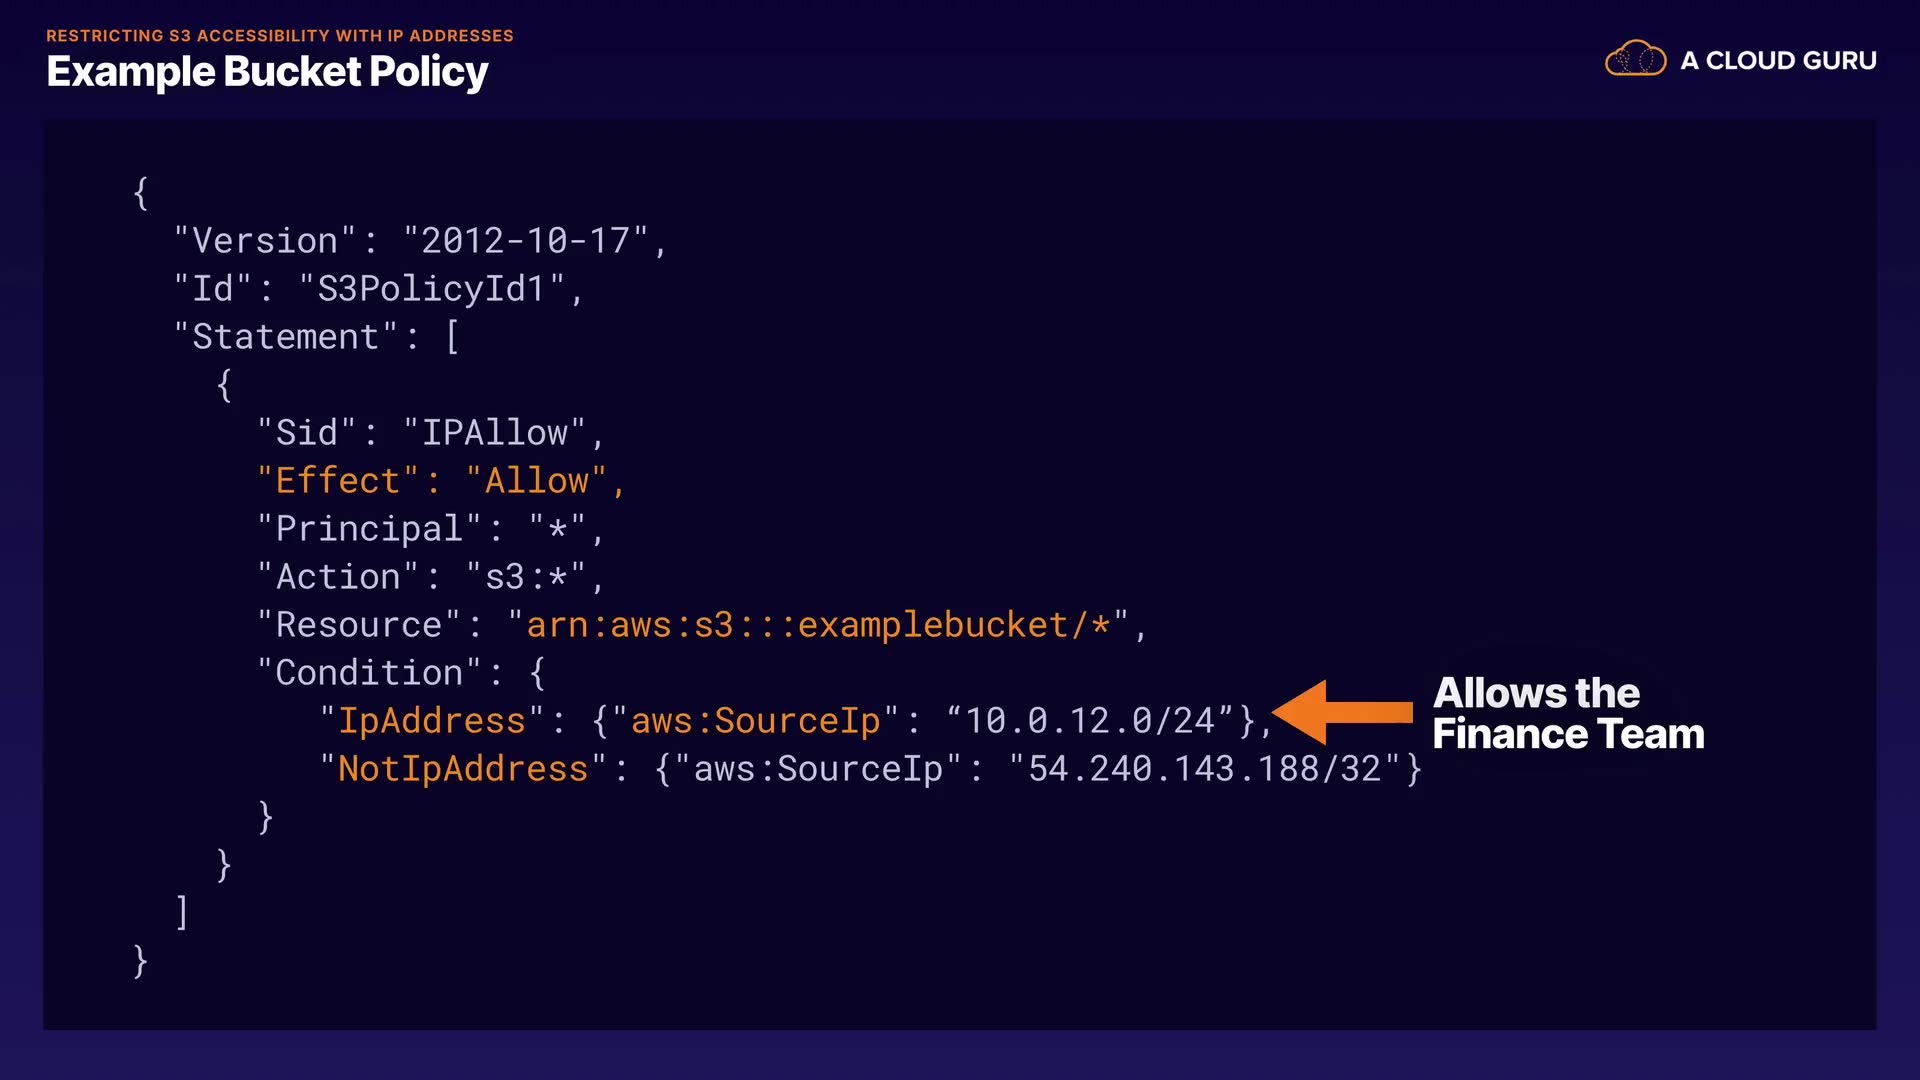 RESTRICTING S3 ACCESSIBILITY WITH IP ADDRESSES
Example Bucket Policy
A CLOUD GURU
{
"Version": "2012-10-17",
"Id": "S3PolicyId1",
"Statement": [
{
"Sid": "IPAllow",
"Effect": "Allow",
"Principal": "*",
"Action": "s3:*",
"Resource": "arn:aws:s3:::examplebucket/*",
"Condition": {
"IpAddress": {"aws:SourceIp": “10.0.12.0/24”},
"NotIpAddress": {"aws:SourceIp": "54.240.143.188/32"}
}
}
]
}
Allows the
Finance Team